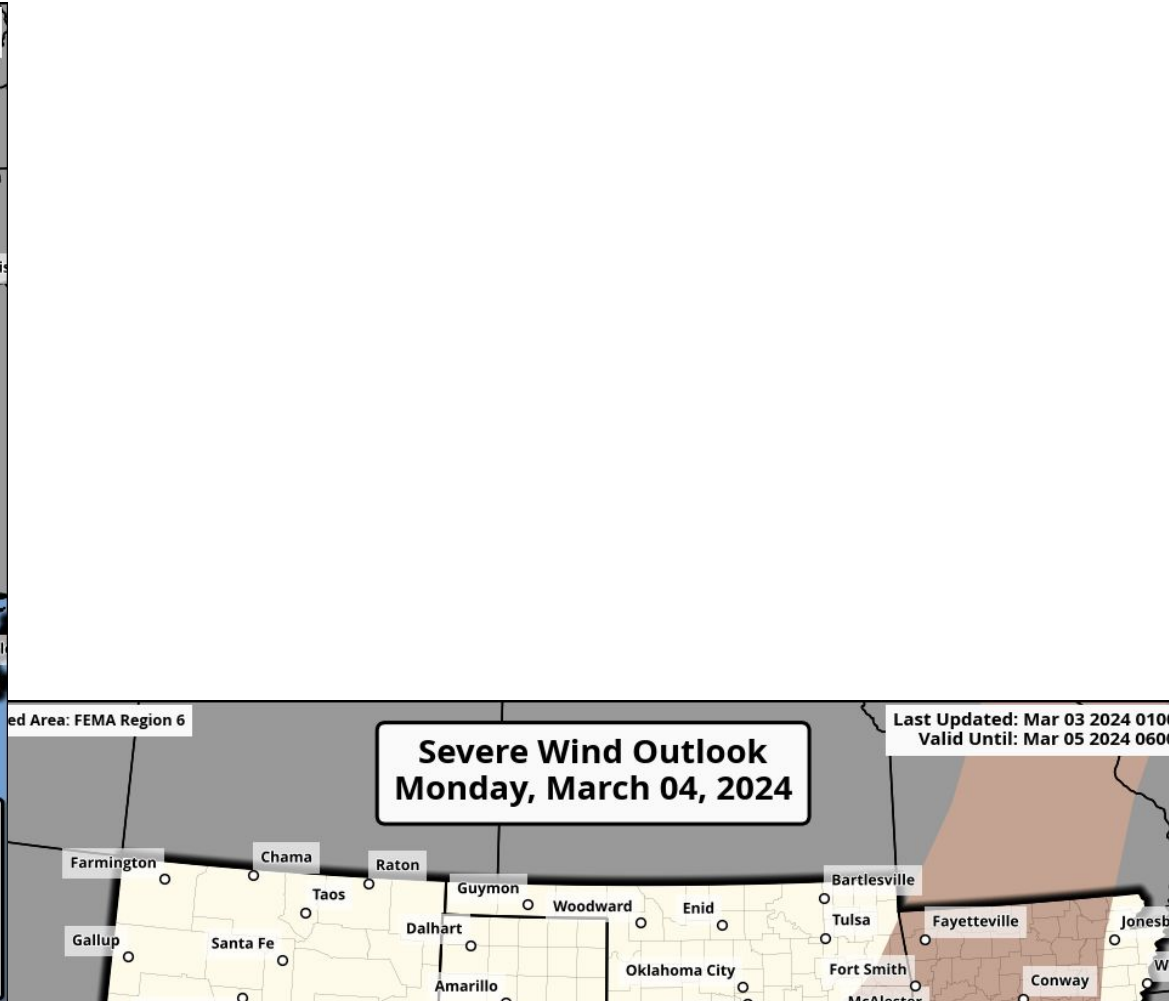 ed Area: FEMA Region 6
Severe Wind Outlook
Monday, March 04, 2024
Last Updated: Mar 03 2024 010
Valid Until: Mar 05 2024 060
Farmington
Chama
Raton
Taos
Guymon
Woodward
Enid
Bartlesville
Tulsa
Fayetteville
Jonesb
Gallup
Santa Fe
Dalhart
Amarillo
Oklahoma City
Fort Smith
McAlester
Conway
W